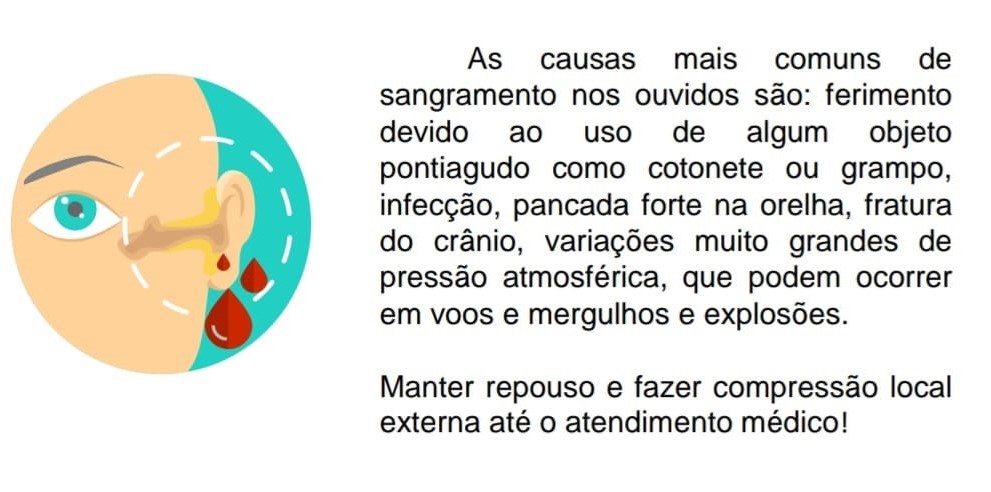 As causas mais comuns de
sangramento nos ouvidos são: ferimento
devido ao uso de algum objeto
pontiagudo como cotonete ou grampo,
infecção, pancada forte na orelha, fratura
do crânio, variações muito grandes de
pressão atmosférica, que podem ocorrer
em voos e mergulhos e explosões.
Manter repouso e fazer compressão local
externa até o atendimento médico!